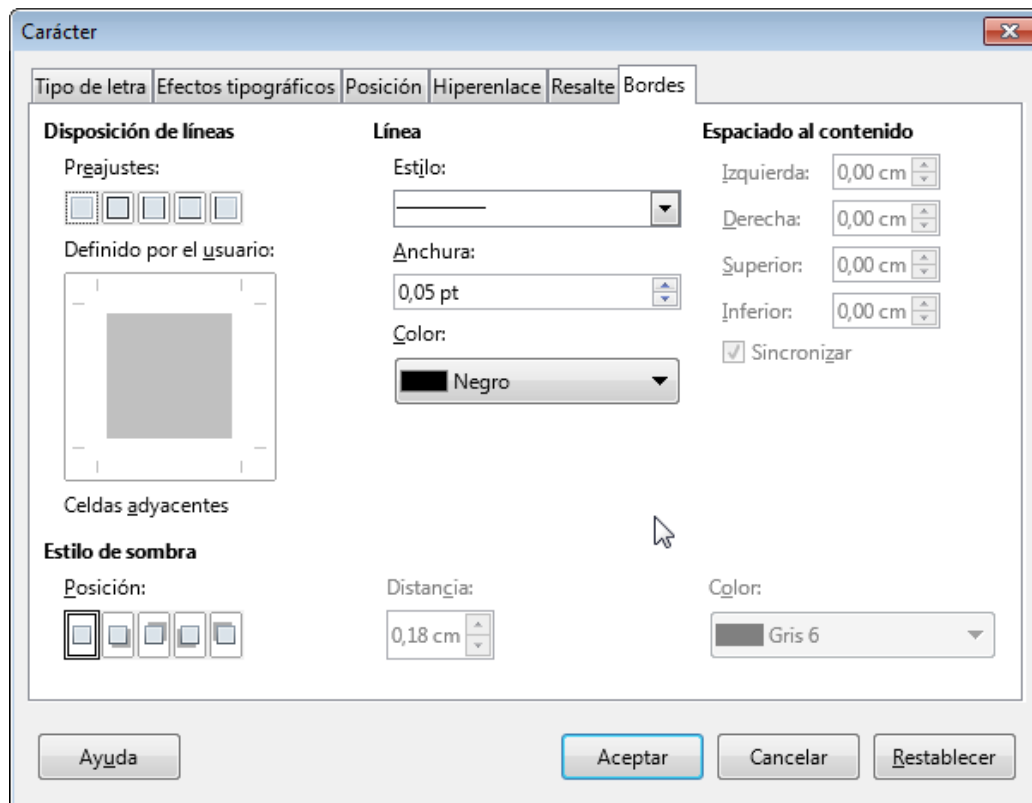 Carácter
Tipo de letra Efectos tipográficos Posición Hiperenlace Resalte Bordes
Disposición de líneas
Preajustes:
Definido por el usuario:
Celdas adyacentes
Línea
Estilo:
Anchura:
0,05 pt
Color:
Negro
Espaciado al contenido
Izquierda: 0,00 cm
Derecha: 0,00 cm
Superior: 0,00 cm
Inferior: 0,00 cm
Sincronizar
Estilo de sombra
Posición:
Distancia:
0,18 cm
Color:
Gris 6
Ayuda Aceptar Cancelar Restablecer